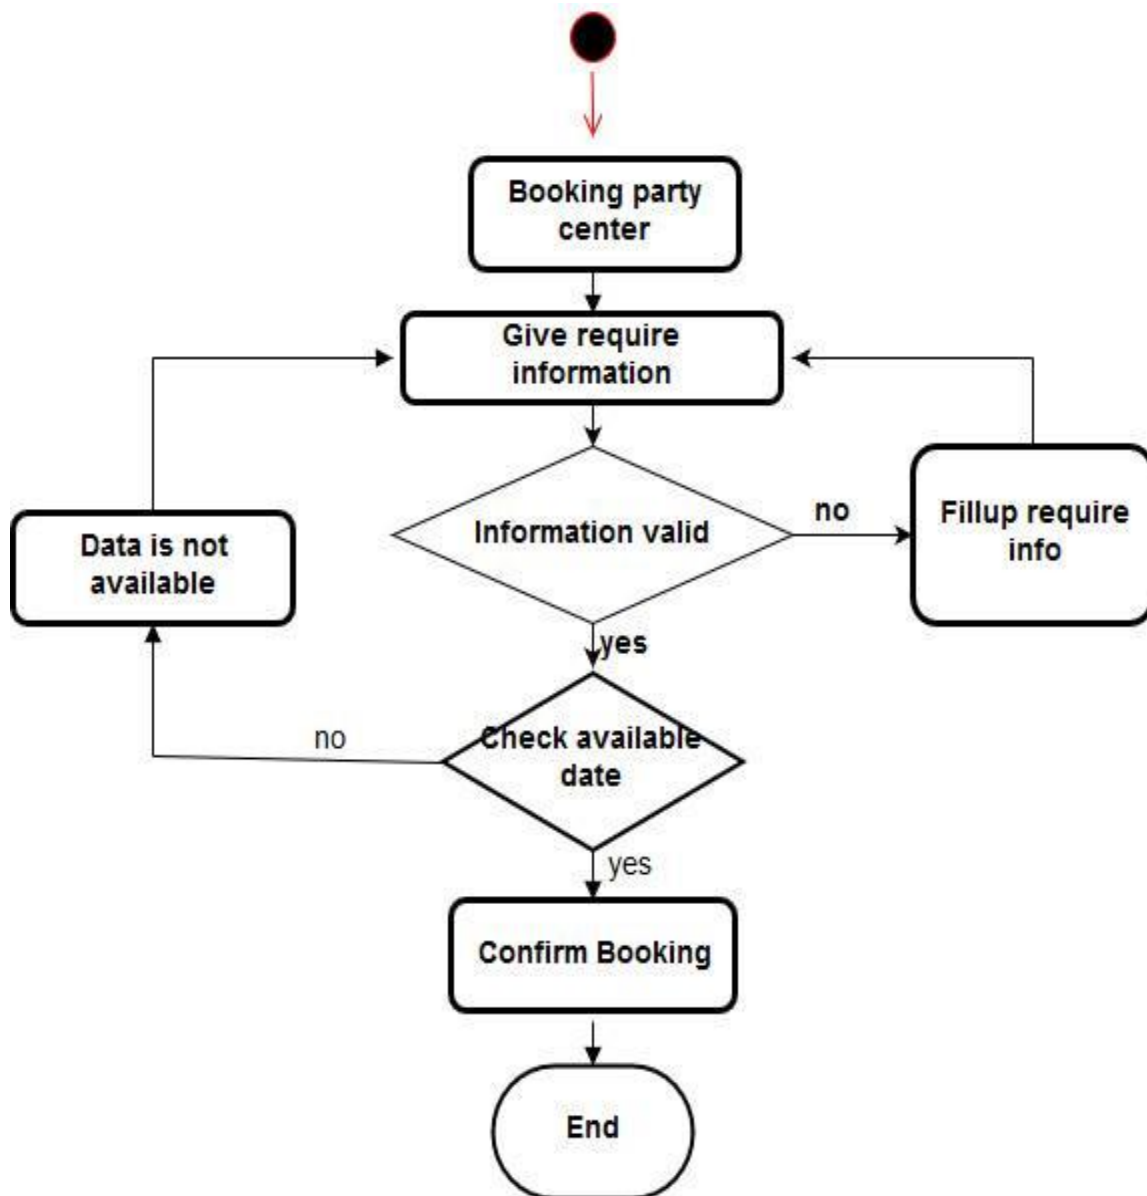 Booking party
center
Give require
information
Information valid
no
Fillup require
info
Data is not
available
yes
Check available
date
no
yes
Confirm Booking
End